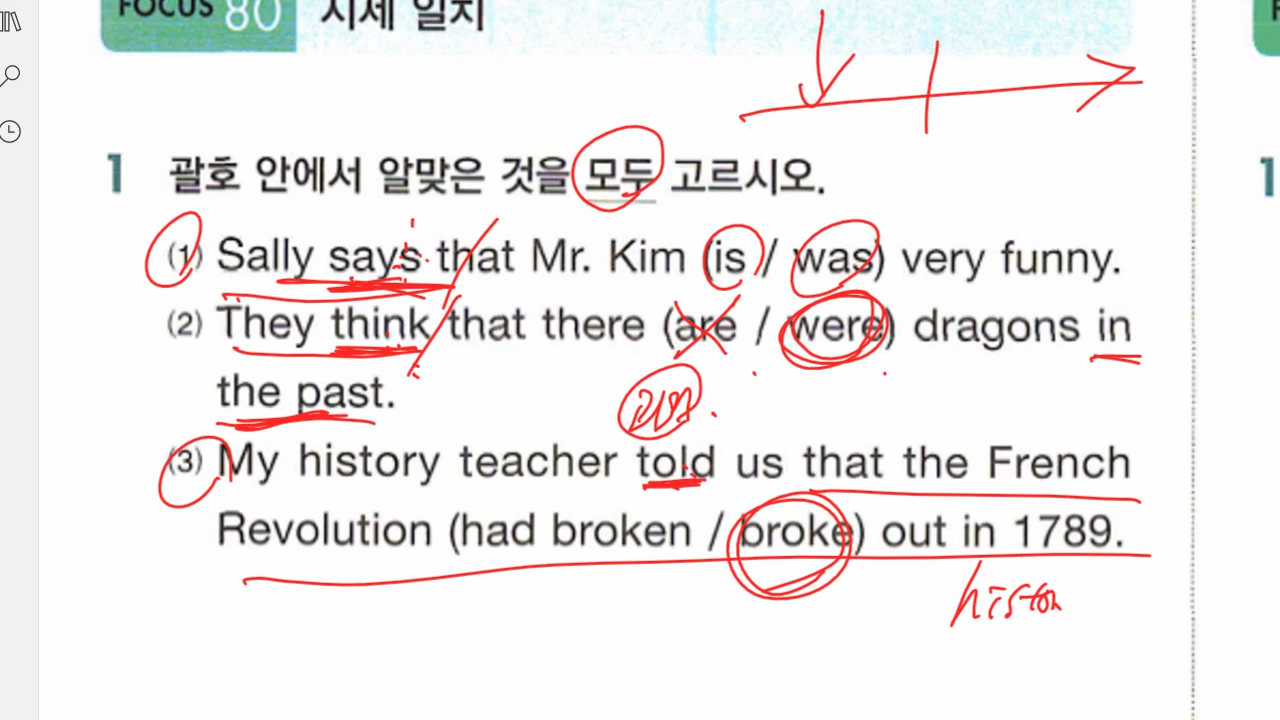 FOCUS 80 시제 일치
1 괄호 안에서 알맞은 것을 모두 고르시오.
(1) Sally says that Mr. Kim (is / was) very funny.
(2) They think that there (are / were) dragons in
the past.
(3) My history teacher told us that the French
Revolution (had broken / broke) out in 1789.
histor
1